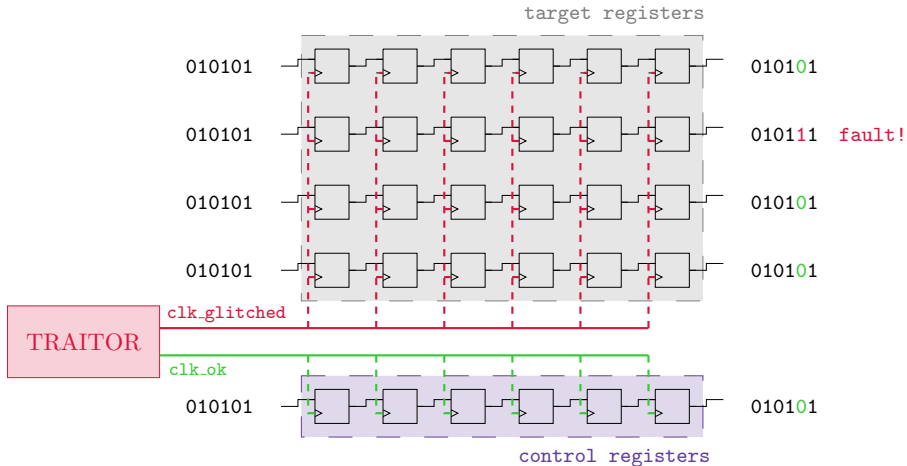 target registers
010101 010101
010101 010111 fault!
010101 010101
010101 010101
clk_glitched
TRAITOR
clk_ok
010101 010101
control registers